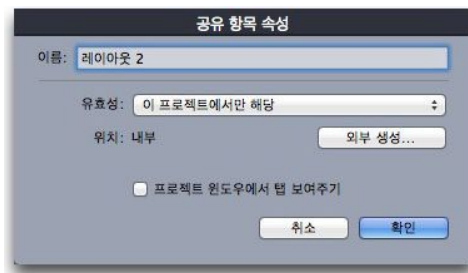 공유 항목 속성
이름: 레이아웃 2
유효성: 이 프로젝트에서만 해당
위치: 내부 외부 생성...
프로젝트 윈도우에서 탭 보여주기
취소 확인